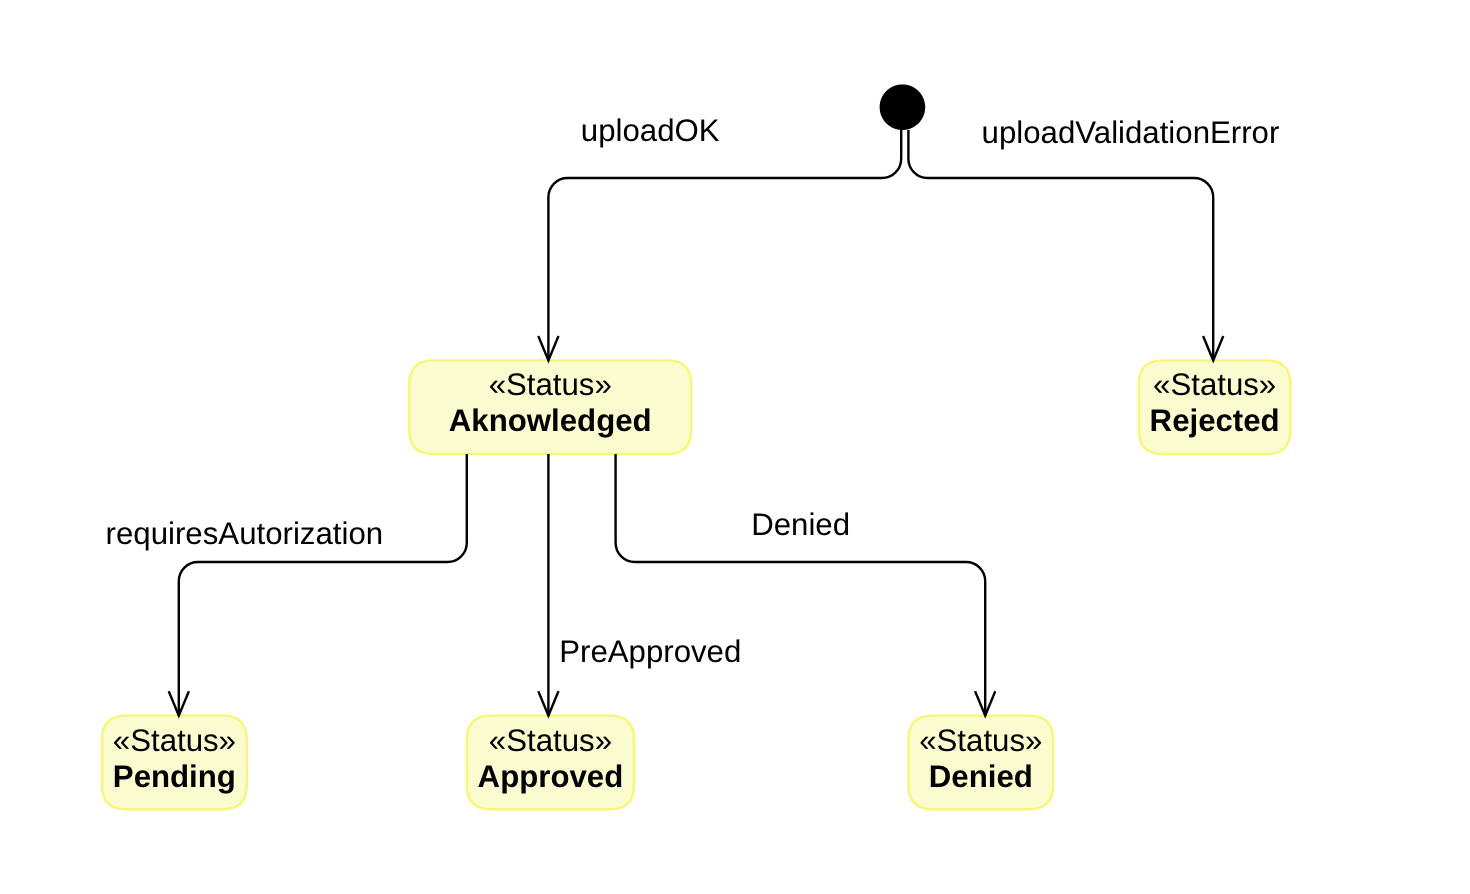 uploadOK
uploadValidationError
«Status»
Aknowledged
«Status»
Rejected
requiresAutorization
Denied
PreApproved
«Status»
Pending
«Status»
Approved
«Status»
Denied